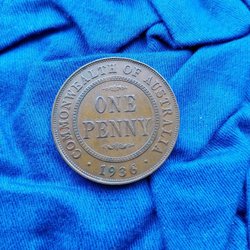 COMMONWEALTH OF AUSTRALIA
ONE
PENNY
1936